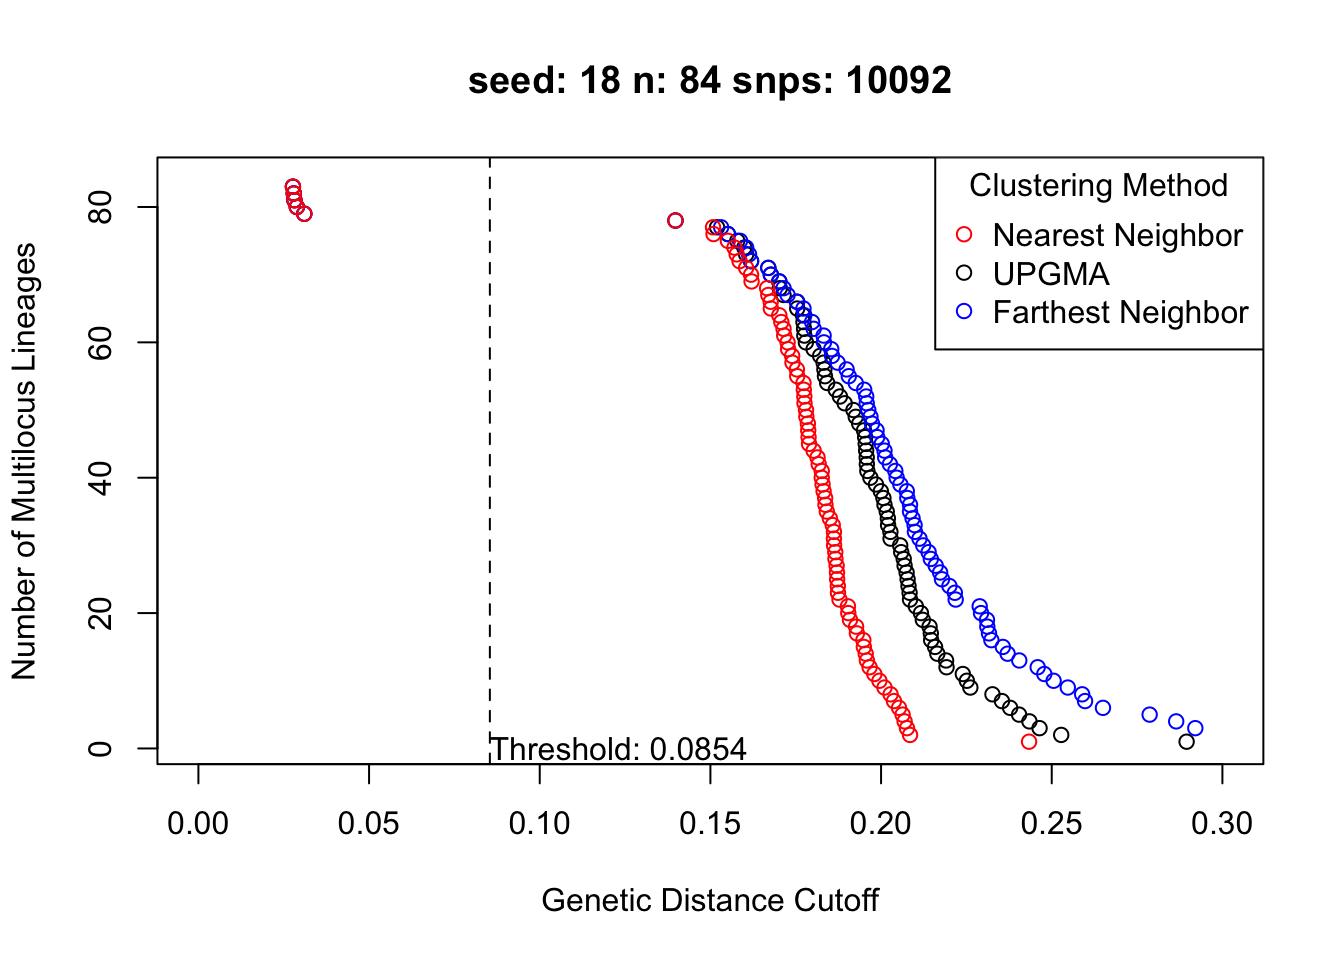 seed: 18 n: 84 snps: 10092
Clustering Method
Nearest Neighbor
UPGMA
Farthest Neighbor
Number of Multilocus Lineages
80
60
40
20
0
Threshold: 0.0854
0.00 0.05 0.10 0.15 0.20 0.25 0.30
Genetic Distance Cutoff